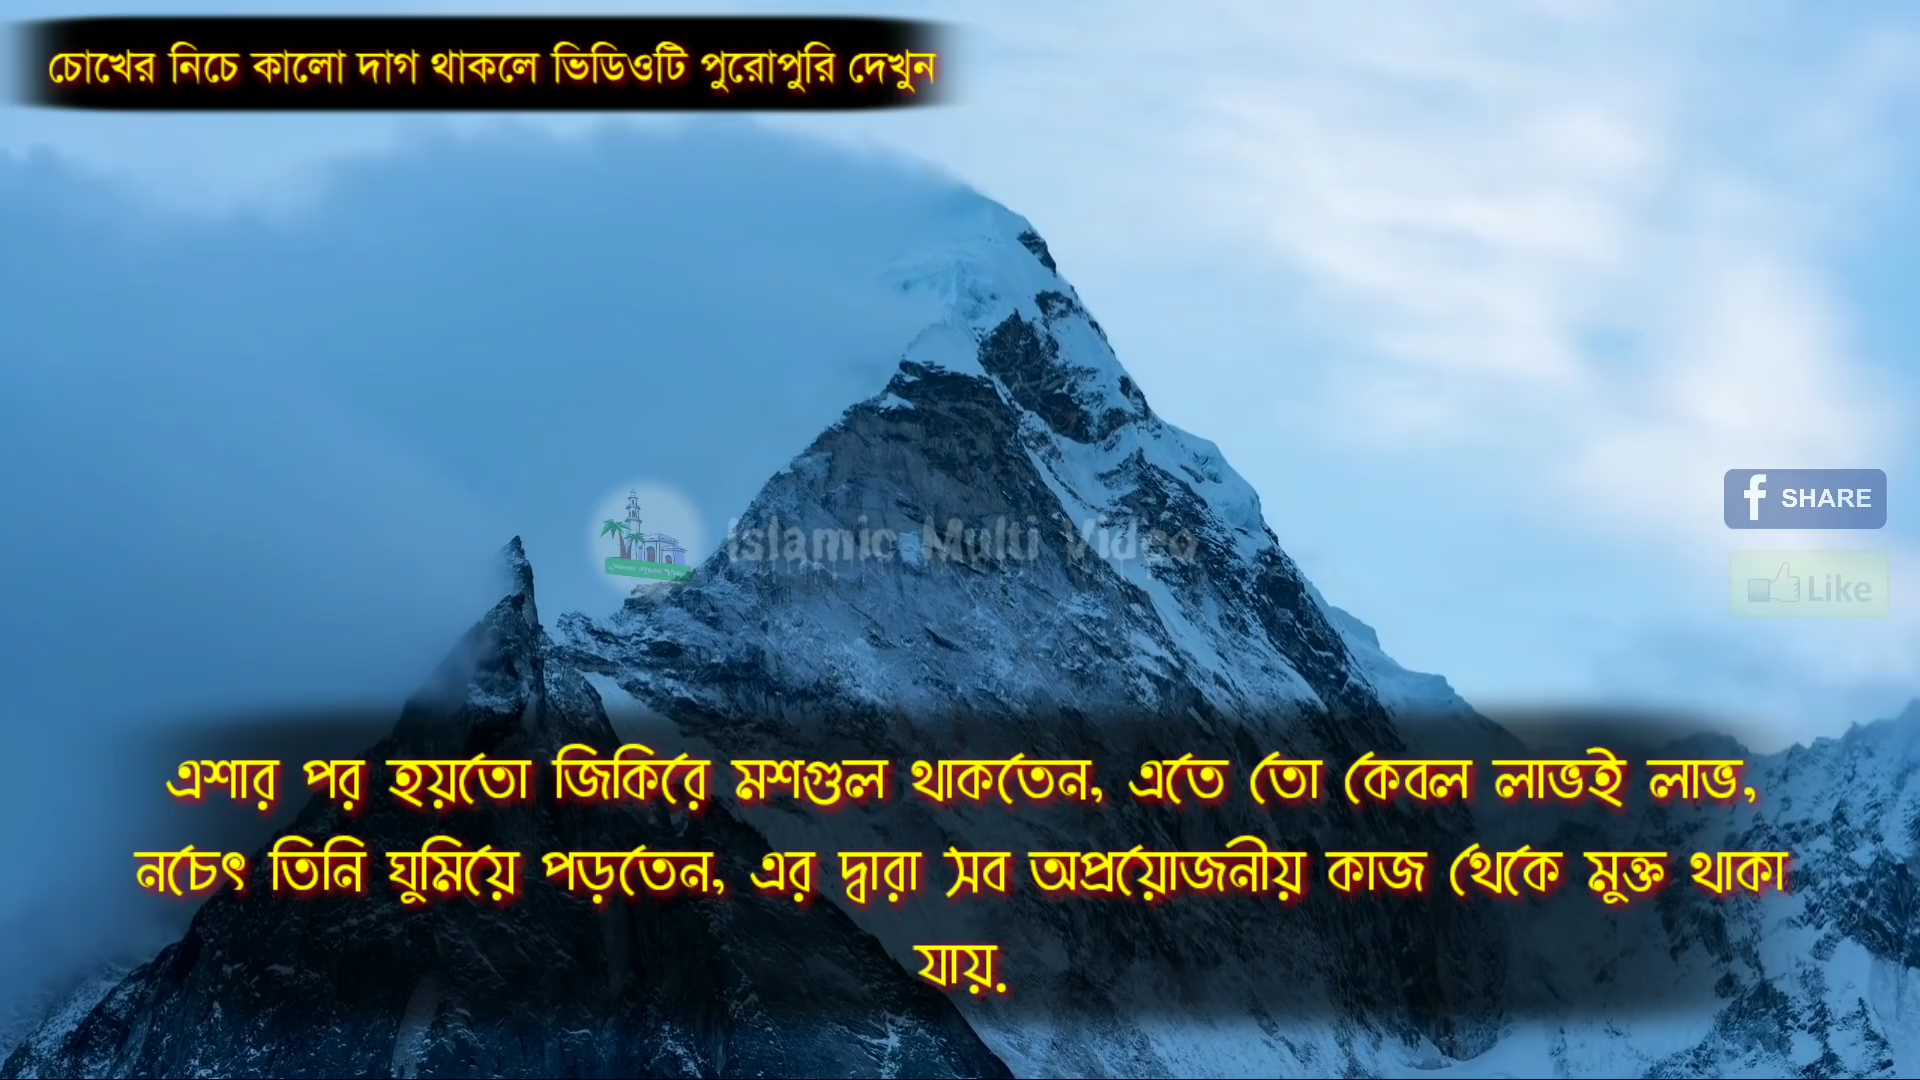 চোখের নিচে কালো দাগ থাকলে ভিডিওটি পুরোপুরি দেখুন
islamic Multi Video
SHARE
Like
এশার পর হয়তো জিকিরে মশগুল থাকতেন, এতে তো কেবল লাভই লাভ,
নচেৎ তিনি ঘুমিয়ে পড়তেন, এর দ্বারা সব অপ্রয়োজনীয় কাজ থেকে মুক্ত থাকা
যায়.